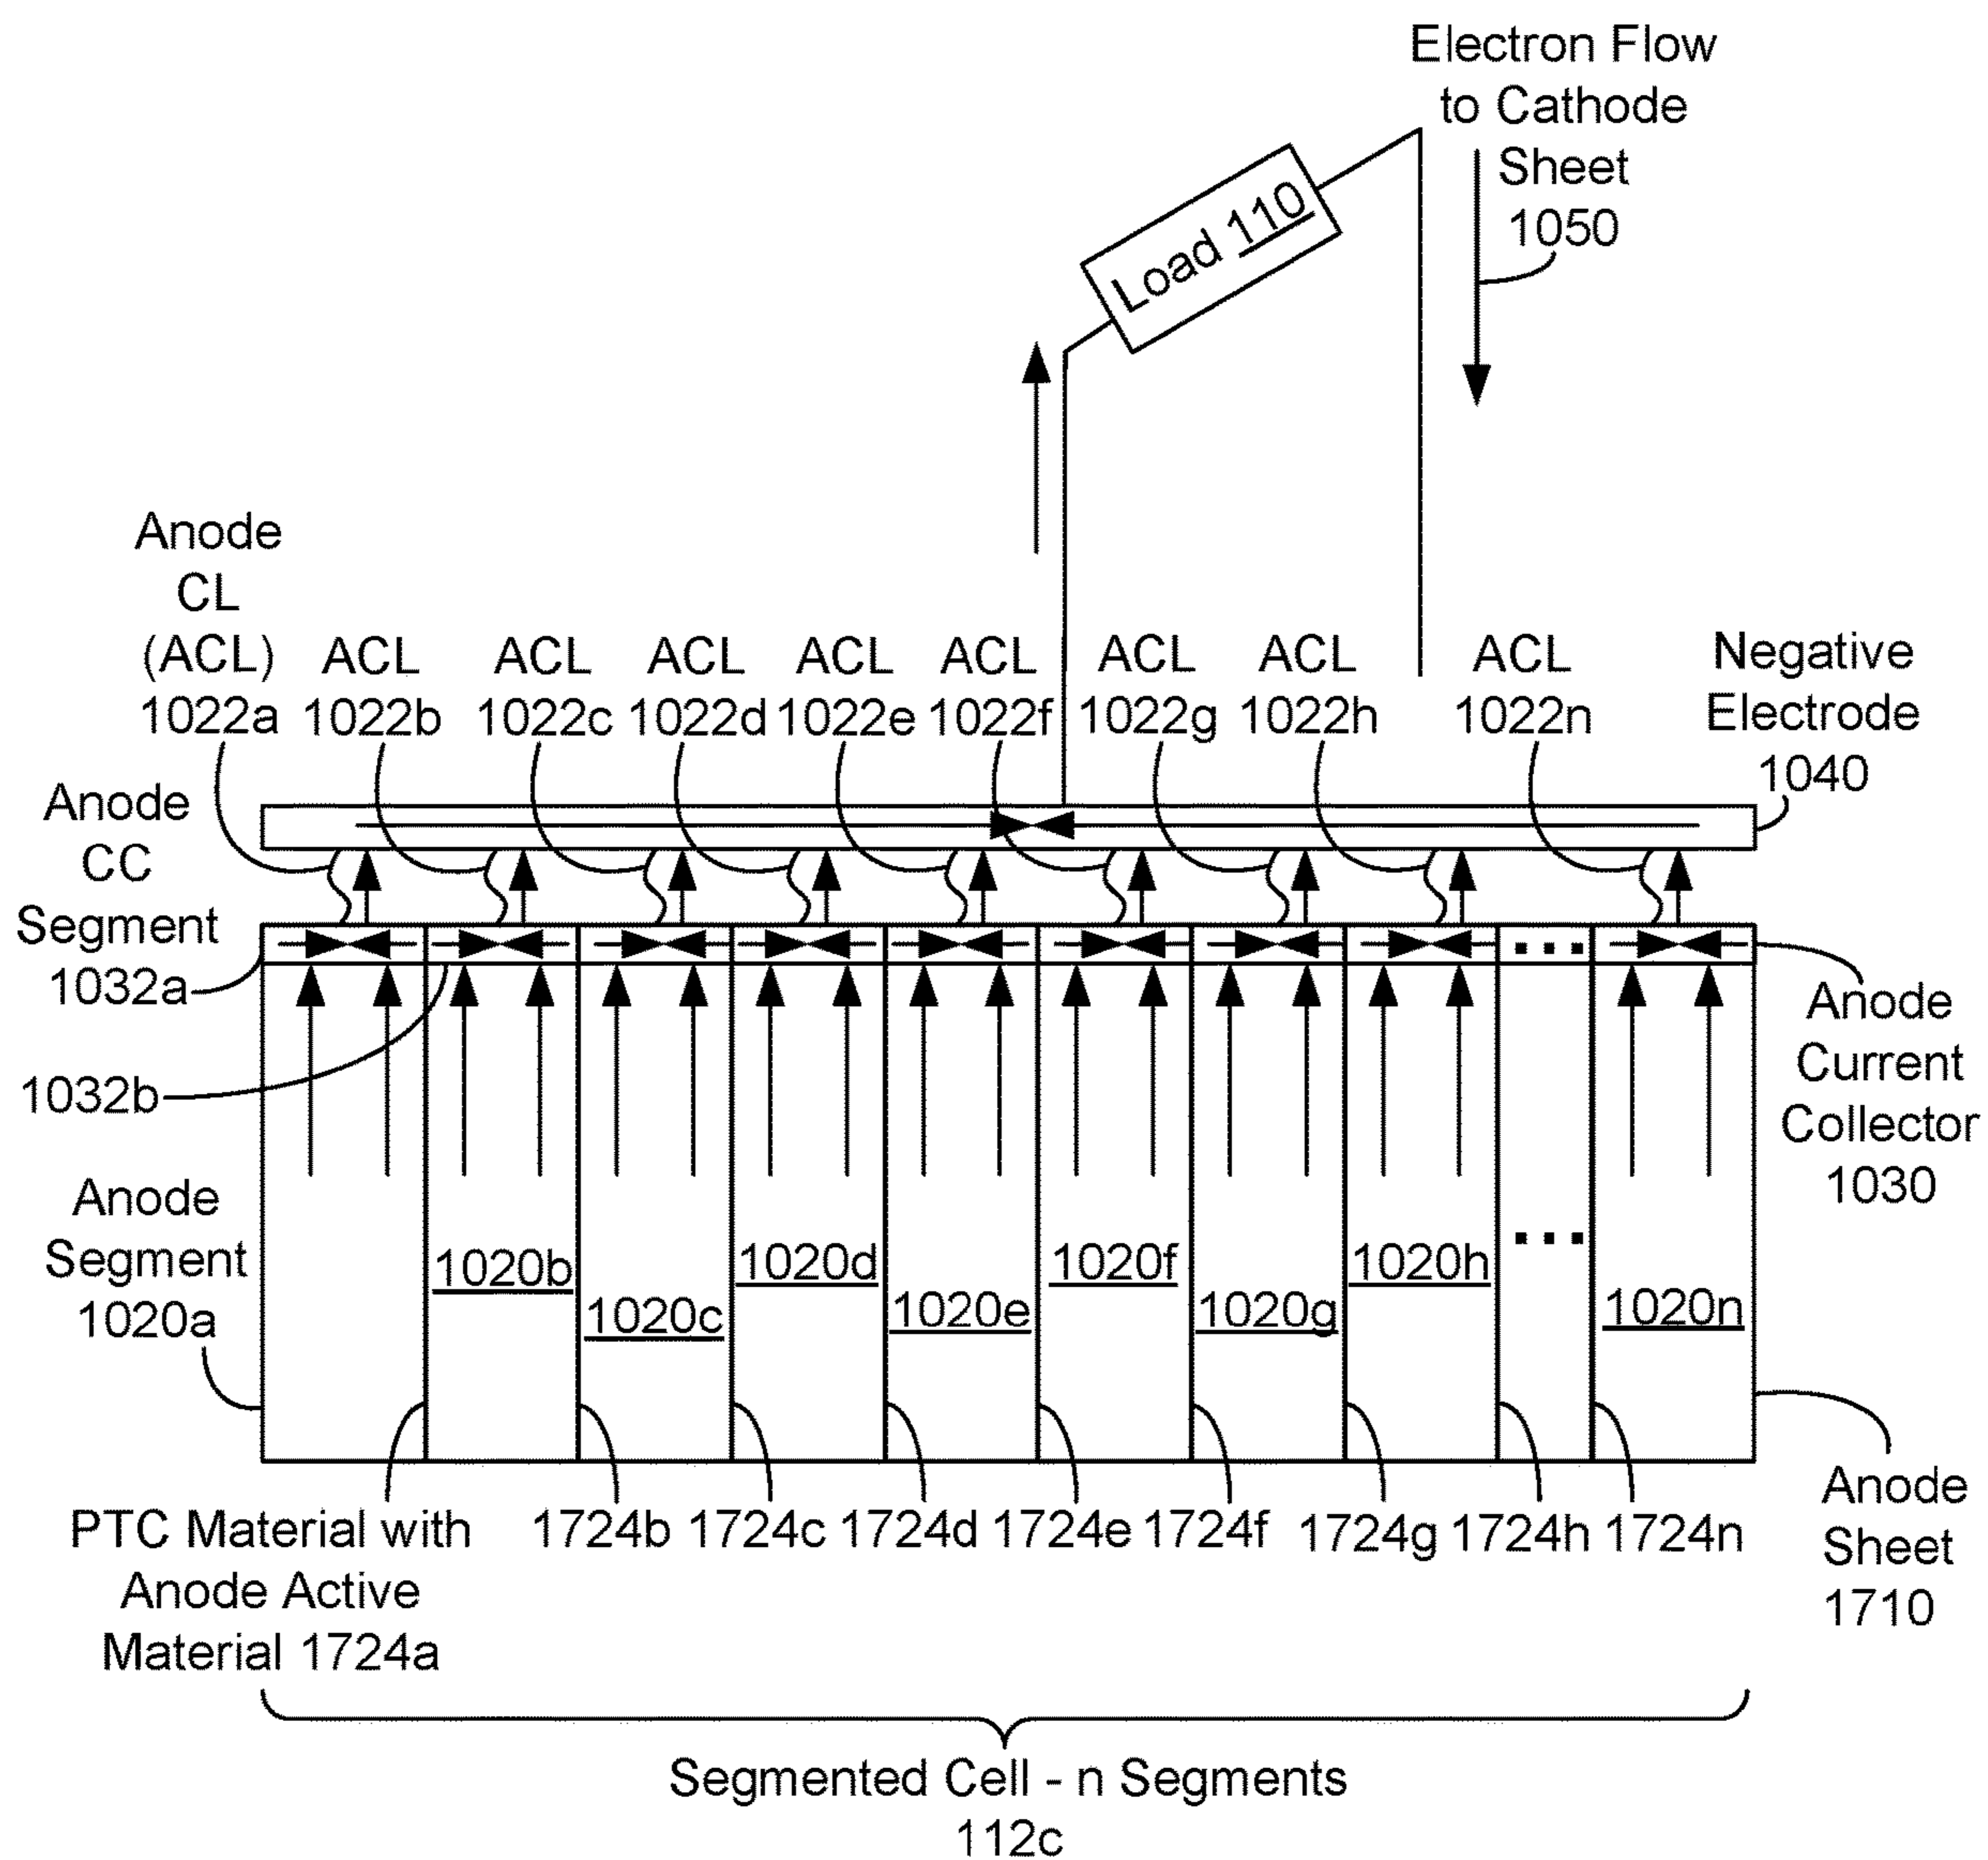 Electron Flow
to Cathode
Sheet
1050
Load 110
Anode
CL
(ACL)
1022a
ACL
1022b
ACL
1022c
ACL
1022d
ACL
1022e
ACL
1022f
ACL
1022g
ACL
1022h
ACL
1022n
Negative
Electrode
1040
Anode
CC
Segment
1032a
1032b
Anode
Current
Collector
1030
Anode
Segment
1020a
1020b
1020c
1020d
1020e
1020f
1020g
1020h
...
...
1020n
PTC Material with
Anode Active
Material 1724a
1724b
1724c
1724d
1724e
1724f
1724g
1724h
1724n
Anode
Sheet
1710
Segmented Cell - n Segments
112c